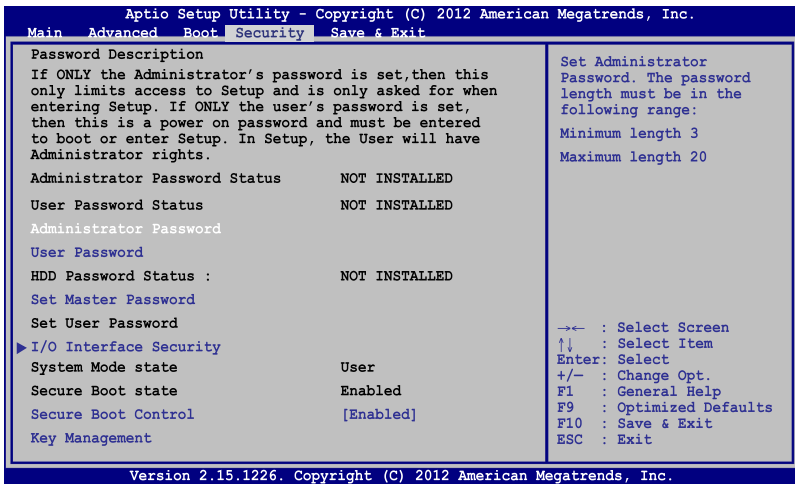 Aptio Setup Utility - Copyright (C) 2012 American Megatrends, Inc.
Main Advanced Boot Security Save & Exit
Password Description
If ONLY the Administrator's password is set,then this
only limits access to Setup and is only asked for when
entering Setup. If ONLY the user's password is set,
then this is a power on password and must be entered
to boot or enter Setup. In Setup, the User will have
Administrator rights.
Administrator Password Status NOT INSTALLED
User Password Status NOT INSTALLED
Administrator Password
User Password
HDD Password Status : NOT INSTALLED
Set Master Password
Set User Password
I/O Interface Security
System Mode state User
Secure Boot state Enabled
Secure Boot Control [Enabled]
Key Management
Set Administrator
Password. The password
length must be in the
following range:
Minimum length 3
Maximum length 20
→← : Select Screen
↑↓ : Select Item
Enter: Select
+/— : Change Opt.
F1 : General Help
F9 : Optimized Defaults
F10 : Save & Exit
ESC : Exit
Version 2.15.1226. Copyright (C) 2012 American Megatrends, Inc.